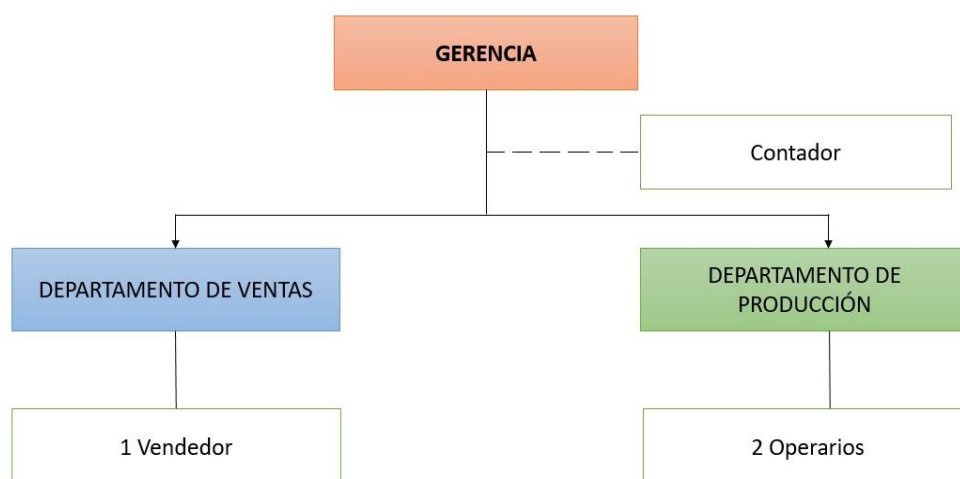 GERENCIA
Contador
DEPARTAMENTO DE VENTAS
DEPARTAMENTO DE
PRODUCCIÓN
1 Vendedor
2 Operarios